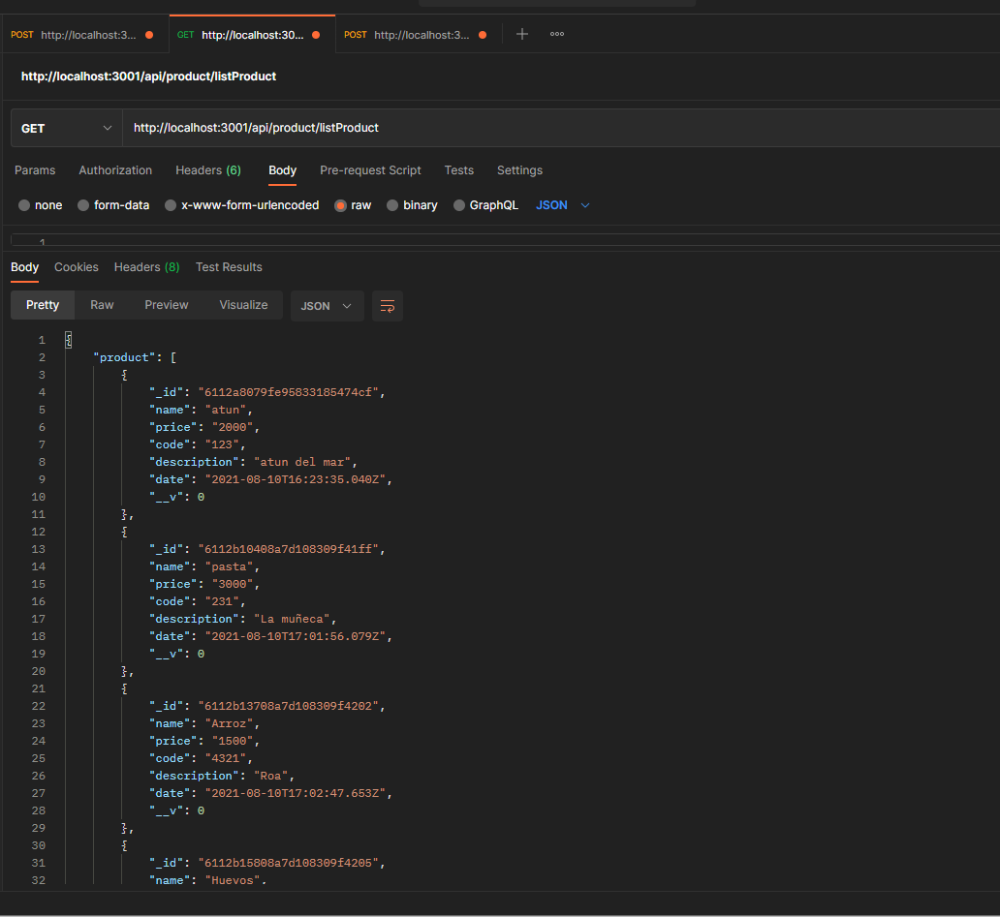 POST http://localhost:3...
GET http://localhost:30...
POST http://localhost:3...
http://localhost:3001/api/product/listProduct
GET http://localhost:3001/api/product/listProduct
Params Authorization Headers (6) Body Pre-request Script Tests Settings
none form-data x-www-form-urlencoded raw binary GraphQL JSON
1
Body Cookies Headers (8) Test Results
Pretty Raw Preview Visualize JSON
1 {
2 "product": [
3 {
4 "_id": "6112a8079fe95833185474cf",
5 "name": "atun",
6 "price": "2000",
7 "code": "123",
8 "description": "atun del mar",
9 "date": "2021-08-10T16:23:35.040Z",
10 "__v": 0
11 },
12 {
13 "_id": "6112b10408a7d108309f41ff",
14 "name": "pasta",
15 "price": "3000",
16 "code": "231",
17 "description": "La muñeca",
18 "date": "2021-08-10T17:01:56.079Z",
19 "__v": 0
20 },
21 {
22 "_id": "6112b13708a7d108309f4202",
23 "name": "Arroz",
24 "price": "1500",
25 "code": "4321",
26 "description": "Roa",
27 "date": "2021-08-10T17:02:47.653Z",
28 "__v": 0
29 },
30 {
31 "_id": "6112b15808a7d108309f4205",
32 "name": "Huevos",